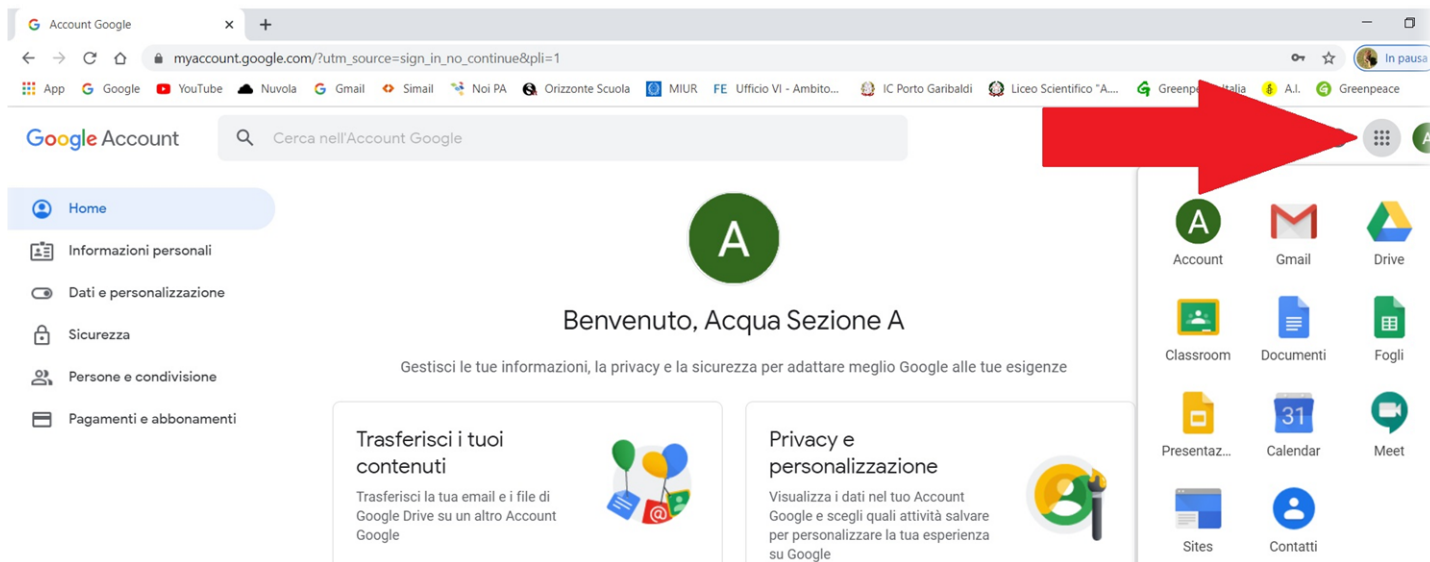 G Account Google
myaccount.google.com/?utm_source=sign_in_no_continue&pli=1
In pausa
App Google YouTube Nuvola Gmail Simail Noi PA Orizzonte Scuola MIUR FE Ufficio VI - Ambito... IC Porto Garibaldi Liceo Scientifico "A.... Italia A.I. Greenpeace
Google Account
Cerca nell'Account Google
A
Home
Informazioni personali
Dati e personalizzazione
Sicurezza
Persone e condivisione
Pagamenti e abbonamenti
A
Benvenuto, Acqua Sezione A
Gestisci le tue informazioni, la privacy e la sicurezza per adattare meglio Google alle tue esigenze
Trasferisci i tuoi
contenuti
Trasferisci la tua email e i file di
Google Drive su un altro Account
Google
Privacy e
personalizzazione
Visualizza i dati nel tuo Account
Google e scegli quali attività salvare
per personalizzare la tua esperienza
su Google
A
Account Gmail Drive
Classroom Documenti Fogli
31
Presentaz... Calendar Meet
Sites Contatti